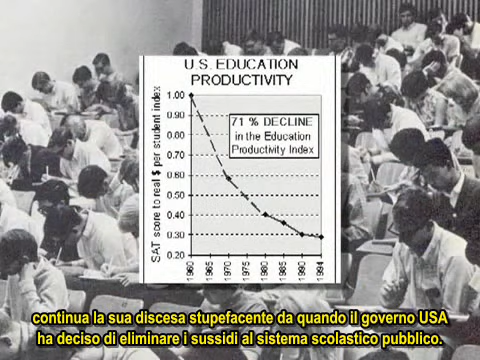 U.S. EDUCATION
PRODUCTIVITY
SAT score to real $ per student index
1.00
0.90
0.80
0.70
0.60
0.50
0.40
0.30
0.20
71 % DECLINE
in the Education
Productivity Index
1960
1965
1970
1975
1980
1985
1990
1994
continua la sua discesa stupefacente da quando il governo USA
ha deciso di eliminare i sussidi al sistema scolastico pubblico.